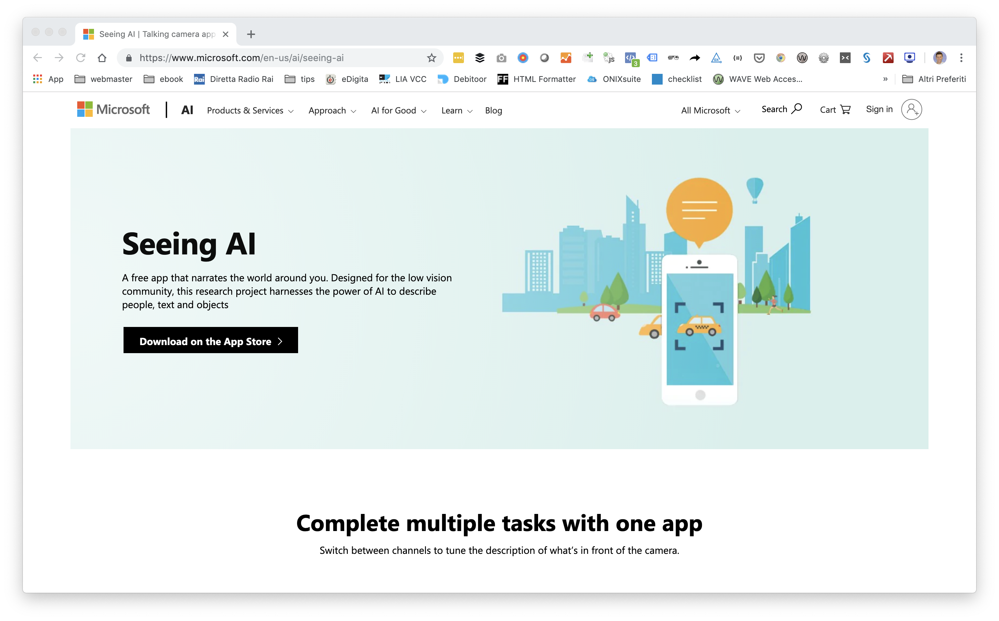 Seeing AI | Talking camera app
https://www.microsoft.com/en-us/ai/seeing-ai
3
App webmaster ebook Rai Diretta Radio Rai tips eDigita LIA VCC Debitoor FF HTML Formatter OS ONIXsuite checklist WAVE Web Acces... » Altri Preferiti
Microsoft | AI Products & Services Approach AI for Good Learn Blog All Microsoft Search Cart Sign in
Seeing AI
A free app that narrates the world around you. Designed for the low vision
community, this research project harnesses the power of AI to describe
people, text and objects
Download on the App Store
Complete multiple tasks with one app
Switch between channels to tune the description of what's in front of the camera.